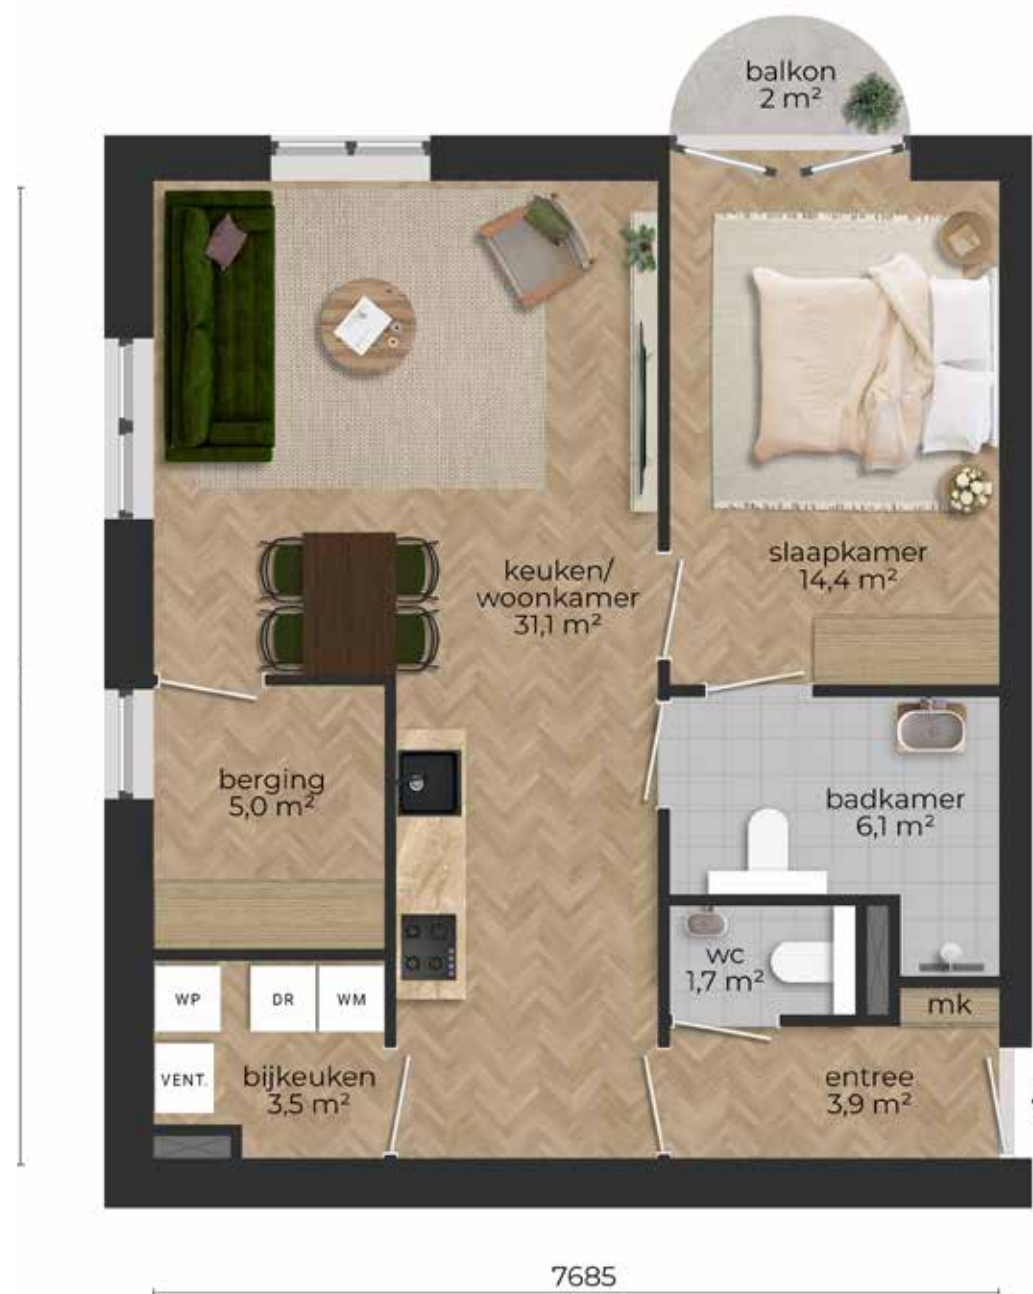 balkon
2 m²
keuken/
woonkamer
31,1 m²
slaapkamer
14,4 m²
berging
5,0 m²
badkamer
6,1 m²
wc
1,7 m²
WP
DR
WM
mk
VENT.
bijkeuken
3,5 m²
entree
3,9 m²
7685